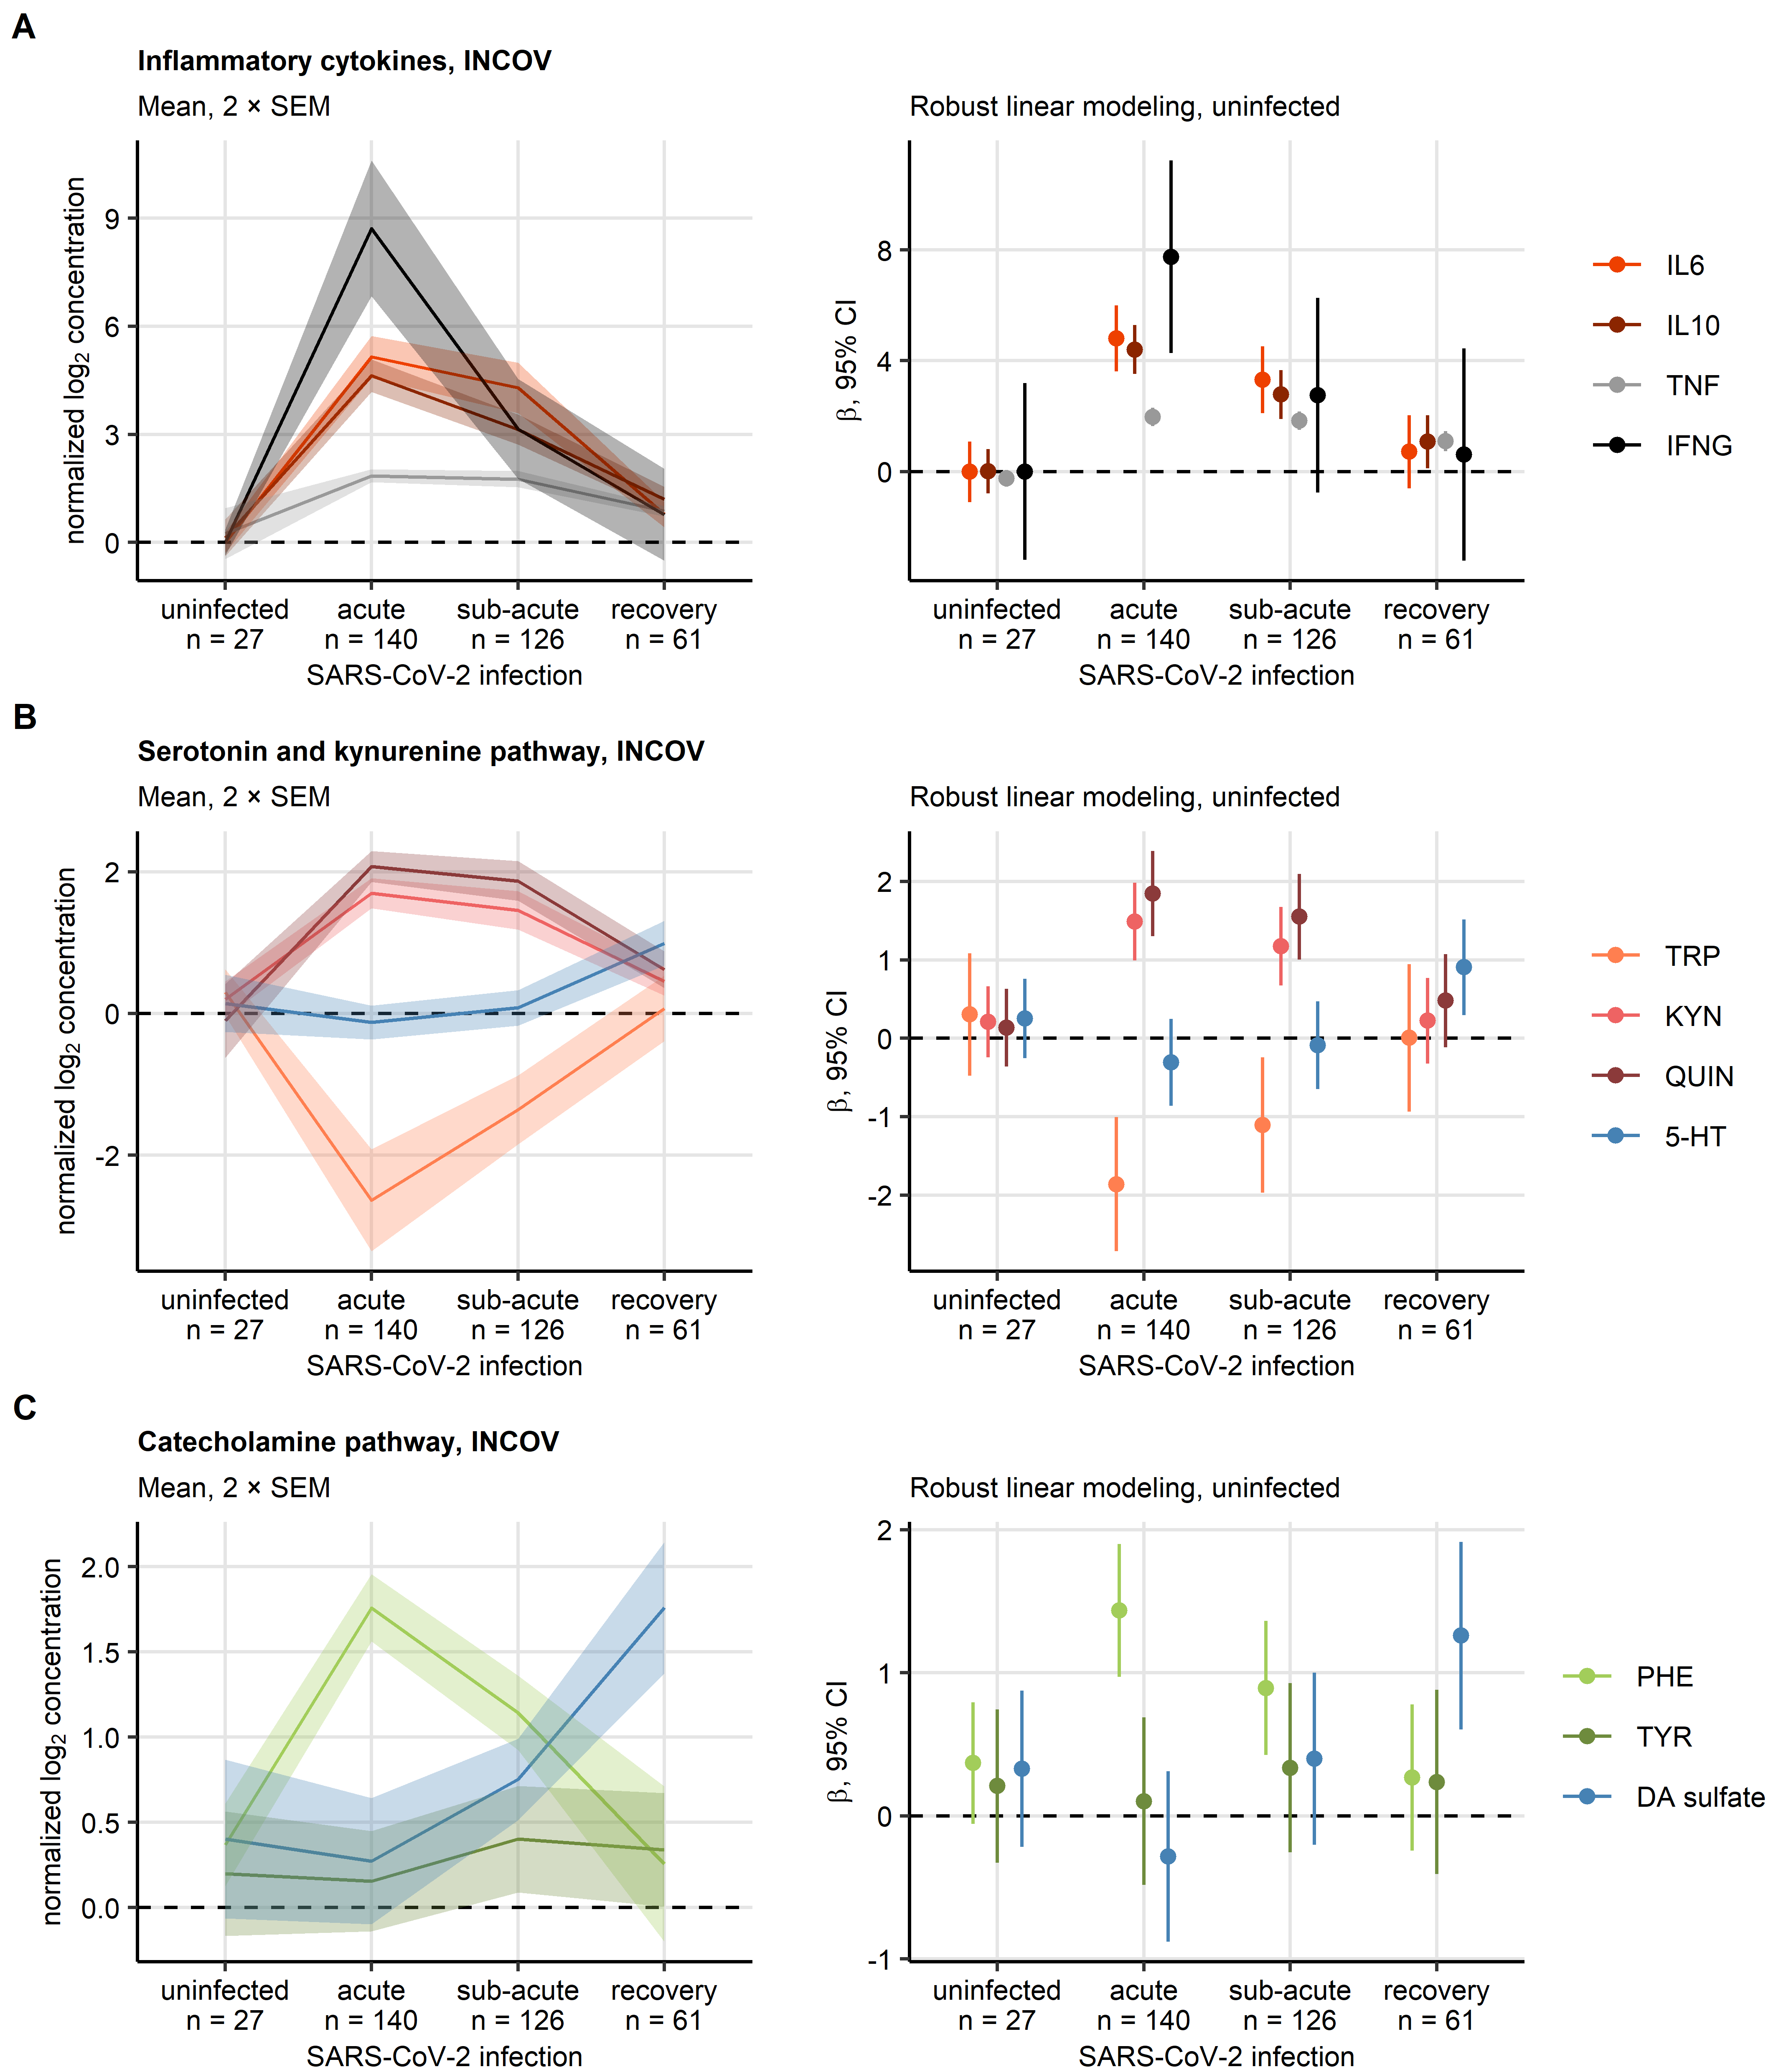 A
Inflammatory cytokines, INCOV
Mean, 2 × SEM
normalized log2 concentration
9
6
3
0
uninfected acute sub-acute recovery
n = 27 n = 140 n = 126 n = 61
SARS-CoV-2 infection
Robust linear modeling, uninfected
β, 95% CI
8
4
0
uninfected acute sub-acute recovery
n = 27 n = 140 n = 126 n = 61
SARS-CoV-2 infection
IL6
IL10
TNF
IFNG
B
Serotonin and kynurenine pathway, INCOV
Mean, 2 × SEM
normalized log2 concentration
2
0
-2
uninfected acute sub-acute recovery
n = 27 n = 140 n = 126 n = 61
SARS-CoV-2 infection
Robust linear modeling, uninfected
β, 95% CI
2
1
0
-1
-2
uninfected acute sub-acute recovery
n = 27 n = 140 n = 126 n = 61
SARS-CoV-2 infection
TRP
KYN
QUIN
5-HT
C
Catecholamine pathway, INCOV
Mean, 2 × SEM
normalized log2 concentration
2.0
1.5
1.0
0.5
0.0
uninfected acute sub-acute recovery
n = 27 n = 140 n = 126 n = 61
SARS-CoV-2 infection
Robust linear modeling, uninfected
β, 95% CI
2
1
0
-1
uninfected acute sub-acute recovery
n = 27 n = 140 n = 126 n = 61
SARS-CoV-2 infection
PHE
TYR
DA sulfate